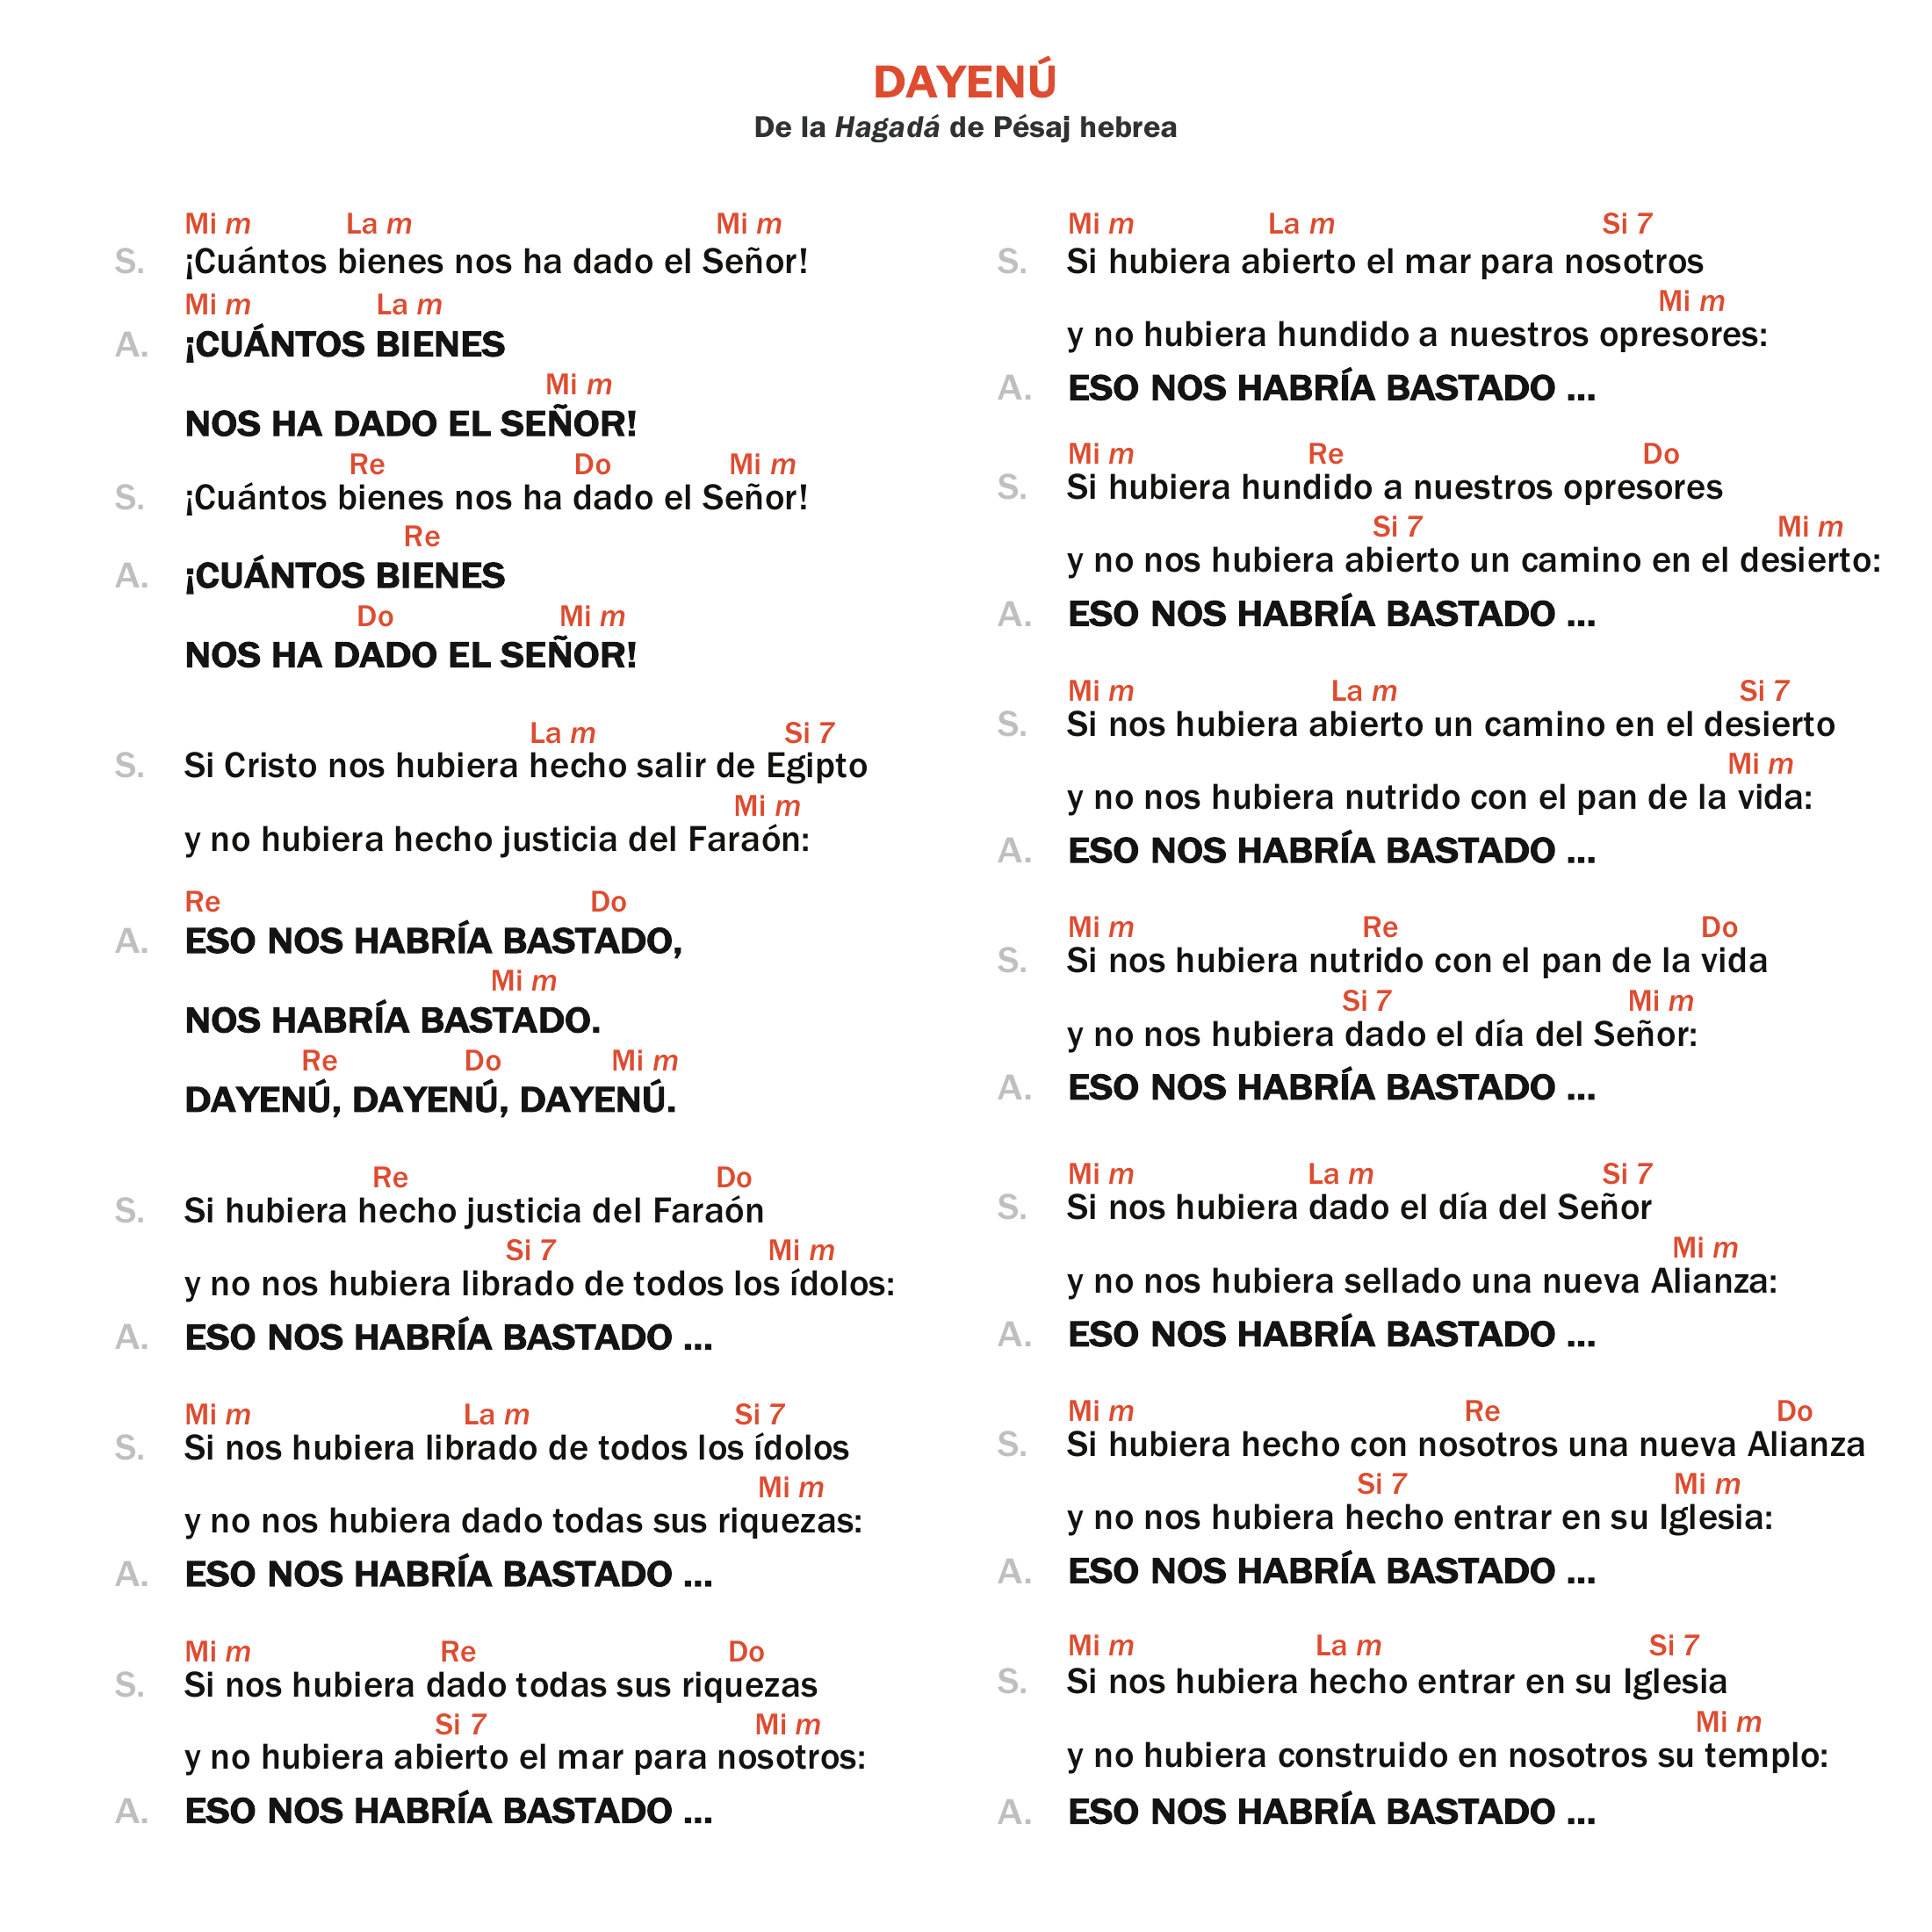 DAYENÚ
De la Hagadá de Pésaj hebrea
Mi m La m Mi m
S. ¡Cuántos bienes nos ha dado el Señor!
Mi m La m
A. ¡CUÁNTOS BIENES
Mi m
NOS HA DADO EL SEÑOR!
Re Do Mi m
S. ¡Cuántos bienes nos ha dado el Señor!
Re
A. ¡CUÁNTOS BIENES
Do Mi m
NOS HA DADO EL SEÑOR!
La m Si 7
S. Si Cristo nos hubiera hecho salir de Egipto
Mi m
y no hubiera hecho justicia del Faraón:
Re Do
A. ESO NOS HABRÍA BASTADO,
Mi m
NOS HABRÍA BASTADO.
Re Do Mi m
DAYENÚ, DAYENÚ, DAYENÚ.
Re Do
S. Si hubiera hecho justicia del Faraón
Si 7 Mi m
y no nos hubiera librado de todos los ídolos:
A. ESO NOS HABRÍA BASTADO ...
Mi m La m Si 7
S. Si nos hubiera librado de todos los ídolos
Mi m
y no nos hubiera dado todas sus riquezas:
A. ESO NOS HABRÍA BASTADO ...
Mi m Re Do
S. Si nos hubiera dado todas sus riquezas
Si 7 Mi m
y no hubiera abierto el mar para nosotros:
A. ESO NOS HABRÍA BASTADO ...
Mi m La m Si 7
S. Si hubiera abierto el mar para nosotros
Mi m
y no hubiera hundido a nuestros opresores:
A. ESO NOS HABRÍA BASTADO ...
Mi m Re Do
S. Si hubiera hundido a nuestros opresores
Si 7 Mi m
y no nos hubiera abierto un camino en el desierto:
A. ESO NOS HABRÍA BASTADO ...
Mi m La m Si 7
S. Si nos hubiera abierto un camino en el desierto
Mi m
y no nos hubiera nutrido con el pan de la vida:
A. ESO NOS HABRÍA BASTADO ...
Mi m Re Do
S. Si nos hubiera nutrido con el pan de la vida
Si 7 Mi m
y no nos hubiera dado el día del Señor:
A. ESO NOS HABRÍA BASTADO ...
Mi m La m Si 7
S. Si nos hubiera dado el día del Señor
Mi m
y no nos hubiera sellado una nueva Alianza:
A. ESO NOS HABRÍA BASTADO ...
Mi m Re Do
S. Si hubiera hecho con nosotros una nueva Alianza
Si 7 Mi m
y no nos hubiera hecho entrar en su Iglesia:
A. ESO NOS HABRÍA BASTADO ...
Mi m La m Si 7
S. Si nos hubiera hecho entrar en su Iglesia
Mi m
y no hubiera construido en nosotros su templo:
A. ESO NOS HABRÍA BASTADO ...